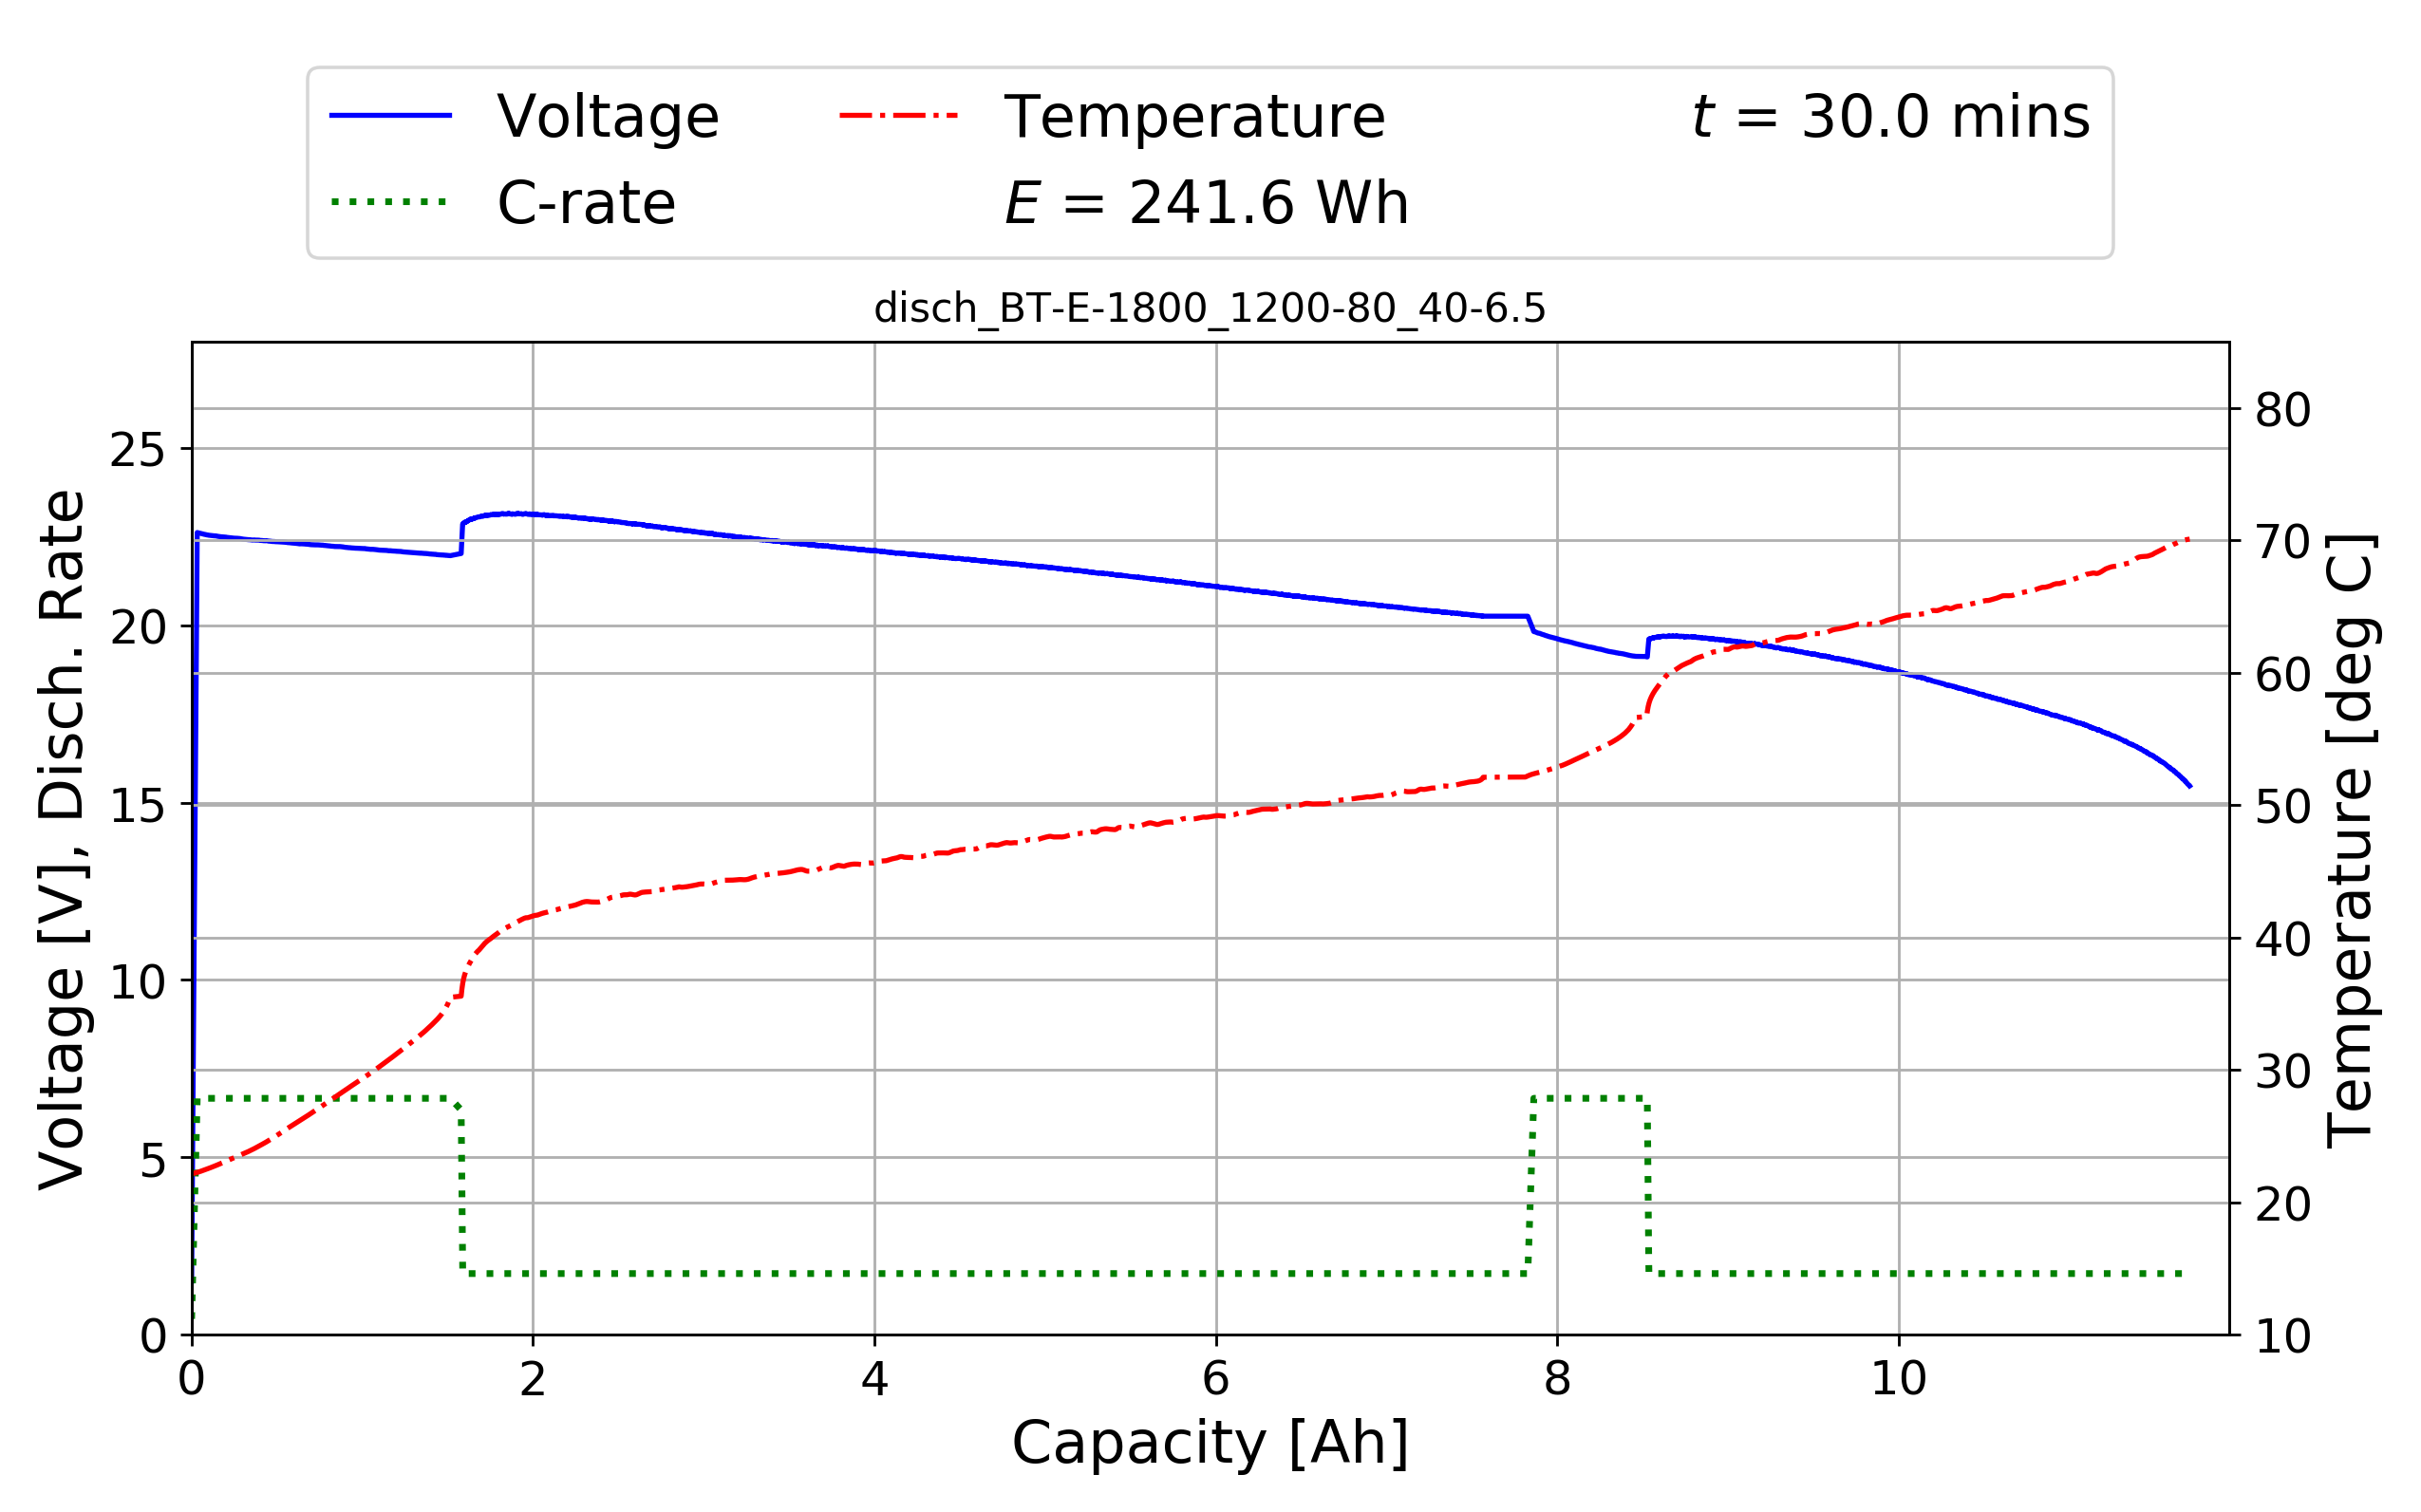 Voltage
C-rate
Temperature
E = 241.6 Wh
t = 30.0 mins
disch_BT-E-1800_1200-80_40-6.5
Voltage [V], Disch. Rate
25
20
15
10
5
0
80
70
60
50
40
30
20
10
Temperature [deg C]
0 2 4 6 8 10
Capacity [Ah]